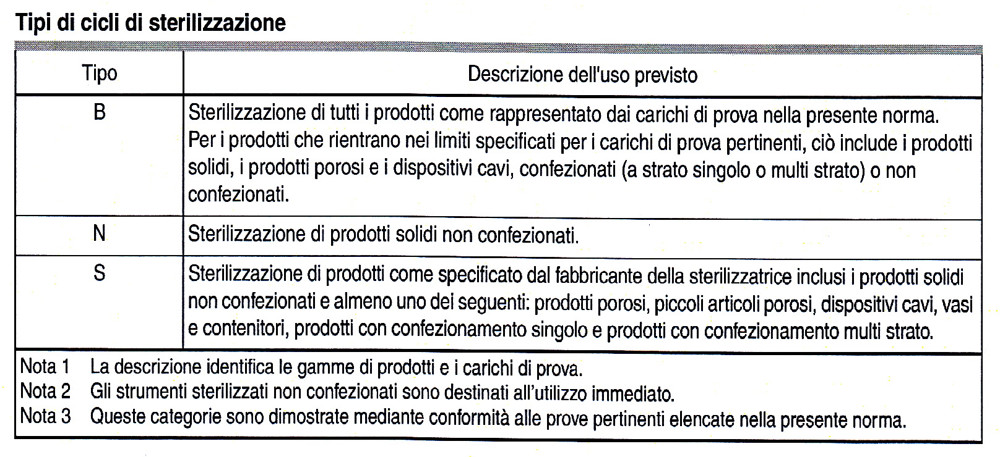 Tipi di cicli di sterilizzazione
Tipo
Descrizione dell'uso previsto
B
Sterilizzazione di tutti i prodotti come rappresentato dai carichi di prova nella presente norma.
Per i prodotti che rientrano nei limiti specificati per i carichi di prova pertinenti, ciò include i prodotti
solidi, i prodotti porosi e i dispositivi cavi, confezionati (a strato singolo o multi strato) o non
confezionati.
N
Sterilizzazione di prodotti solidi non confezionati.
S
Sterilizzazione di prodotti come specificato dal fabbricante della sterilizzatrice inclusi i prodotti solidi
non confezionati e almeno uno dei seguenti: prodotti porosi, piccoli articoli porosi, dispositivi cavi, vasi
e contenitori, prodotti con confezionamento singolo e prodotti con confezionamento multi strato.
Nota 1 La descrizione identifica le gamme di prodotti e i carichi di prova.
Nota 2 Gli strumenti sterilizzati non confezionati sono destinati all'utilizzo immediato.
Nota 3 Queste categorie sono dimostrate mediante conformità alle prove pertinenti elencate nella presente norma.